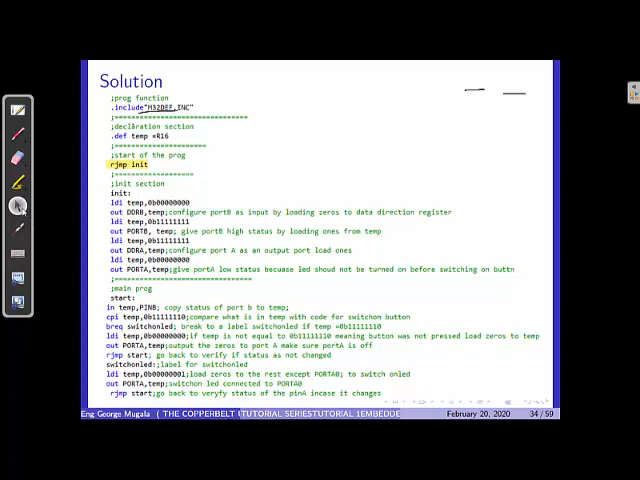 Solution
;prog function
.include"M32DEF.INC"
;==============================
;declaration section
.def temp =R16
;=====================
;start of the prog
rjmp init
;==================
;init section
init:
ldi temp,0b00000000
out DDRB,temp;configure portB as input by loading zeros to data direction register
ldi temp,0b11111111
out PORTB, temp; give portB high status by loading ones from temp
ldi temp,0b11111111
out DDRA,temp;configure port A as an output port load ones
ldi temp,0b00000000
out PORTA,temp;give portA low status becuase led shoud not be turned on before switching on buttn
;===============================
;main prog
start:
in temp,PINB; copy status of port b to temp;
cpi temp,0b11111110;compare what is in temp with code for switchon button
breq switchonled; break to a label switchonled if temp =0b11111110
ldi temp,0b00000000;if temp is not equal to 0b11111110 meaning button was not pressed load zeros to temp
out PORTA,temp;output the zeros to port A make sure portA is off
rjmp start; go back to verify if status as not changed
switchonled:;label for switchonled
ldi temp,0b00000001;load zeros to the rest except PORTA0; to switch onled
out PORTA,temp;switchon led connected to PORTA0
rjmp start;go back to veryfy status of the pinA incase it changes
Eng George Mugala ( THE COPPERBELT UTUTORIAL SERIESTUTORIAL 1EMBEDDE February 20, 2020 34 / 59